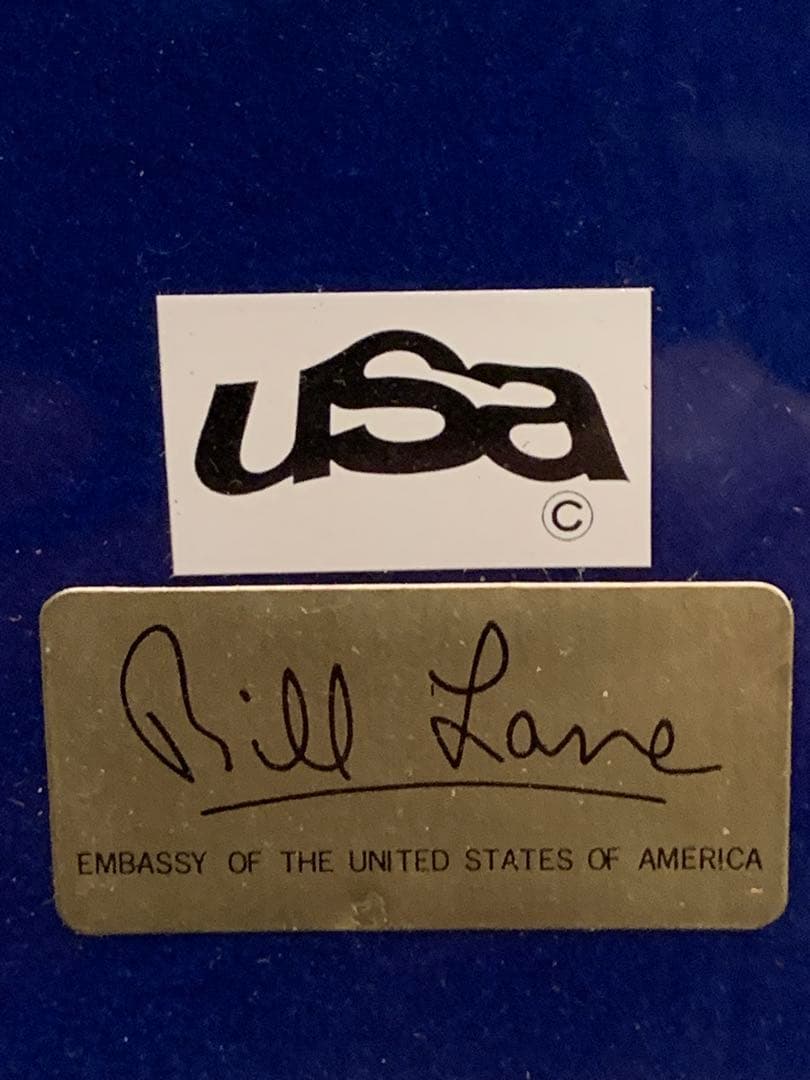 usa
©
Bill Lane
EMBASSY OF THE UNITED STATES OF AMERICA